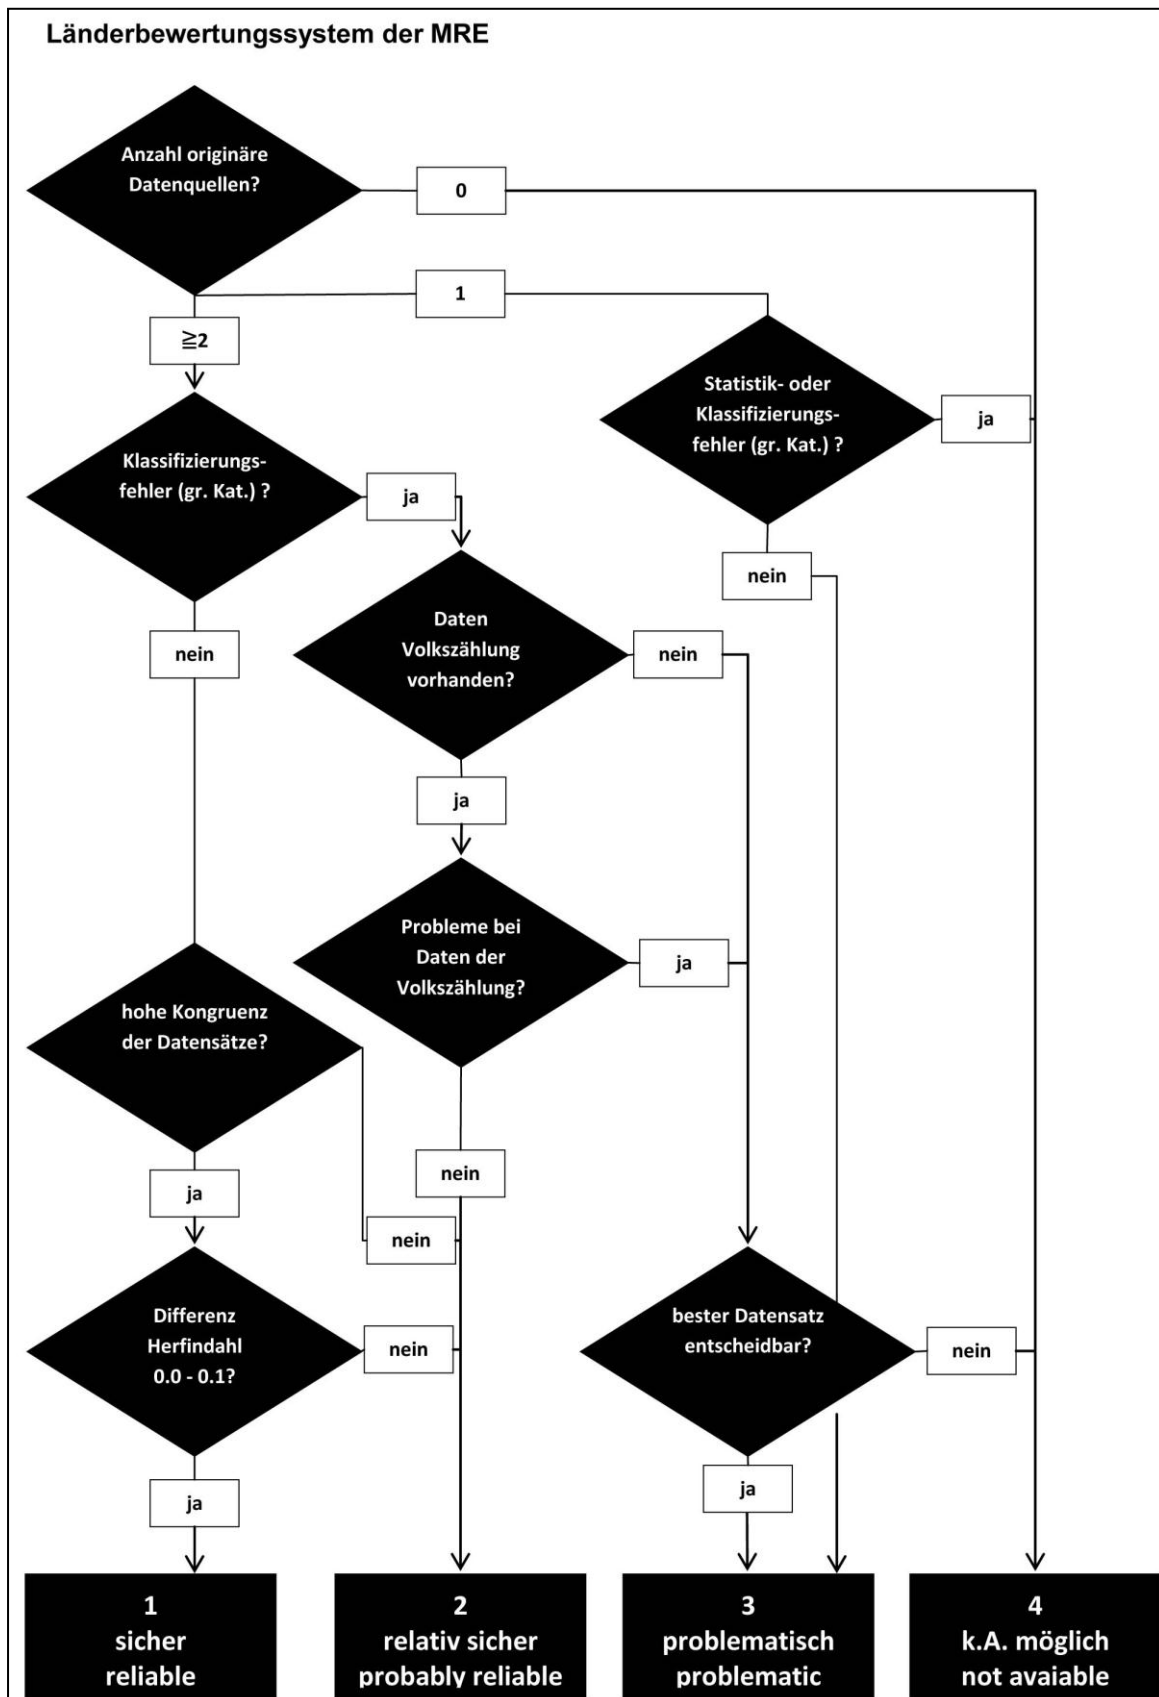 Länderbewertungssystem der MRE
Anzahl originäre
Datenquellen?
0
1
≧2
Statistik- oder
Klassifizierungs-
fehler (gr. Kat.) ?
ja
Klassifizierungs-
fehler (gr. Kat.) ?
ja
nein
Daten
Volkszählung
vorhanden?
nein
nein
ja
Probleme bei
Daten der
Volkszählung?
ja
hohe Kongruenz
der Datensätze?
nein
ja
nein
Differenz
Herfindahl
0.0 - 0.1?
nein
bester Datensatz
entscheidbar?
nein
ja
ja
1
sicher
reliable
2
relativ sicher
probably reliable
3
problematisch
problematic
4
k.A. möglich
not avaiable